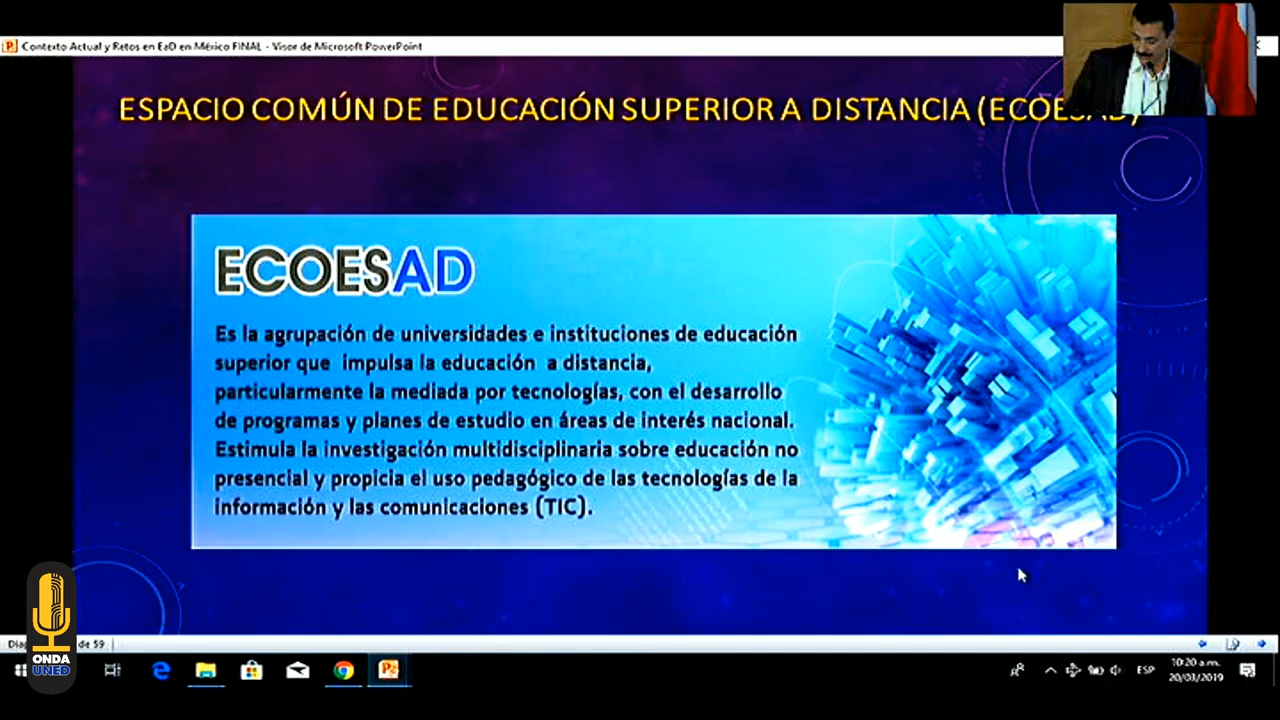 Contexto Actual y Retos en EaD en México FINAL - Visor de Microsoft PowerPoint
ESPACIO COMÚN DE EDUCACIÓN SUPERIOR A DISTANCIA (ECOESAD)
ECOESAD
Es la agrupación de universidades e instituciones de educación
superior que impulsa la educación a distancia,
particularmente la mediada por tecnologías, con el desarrollo
de programas y planes de estudio en áreas de interés nacional.
Estimula la investigación multidisciplinaria sobre educación no
presencial y propicia el uso pedagógico de las tecnologías de la
información y las comunicaciones (TIC).
de 59
ONDA
UNED
ESP
10:20 a.m.
20/03/2019